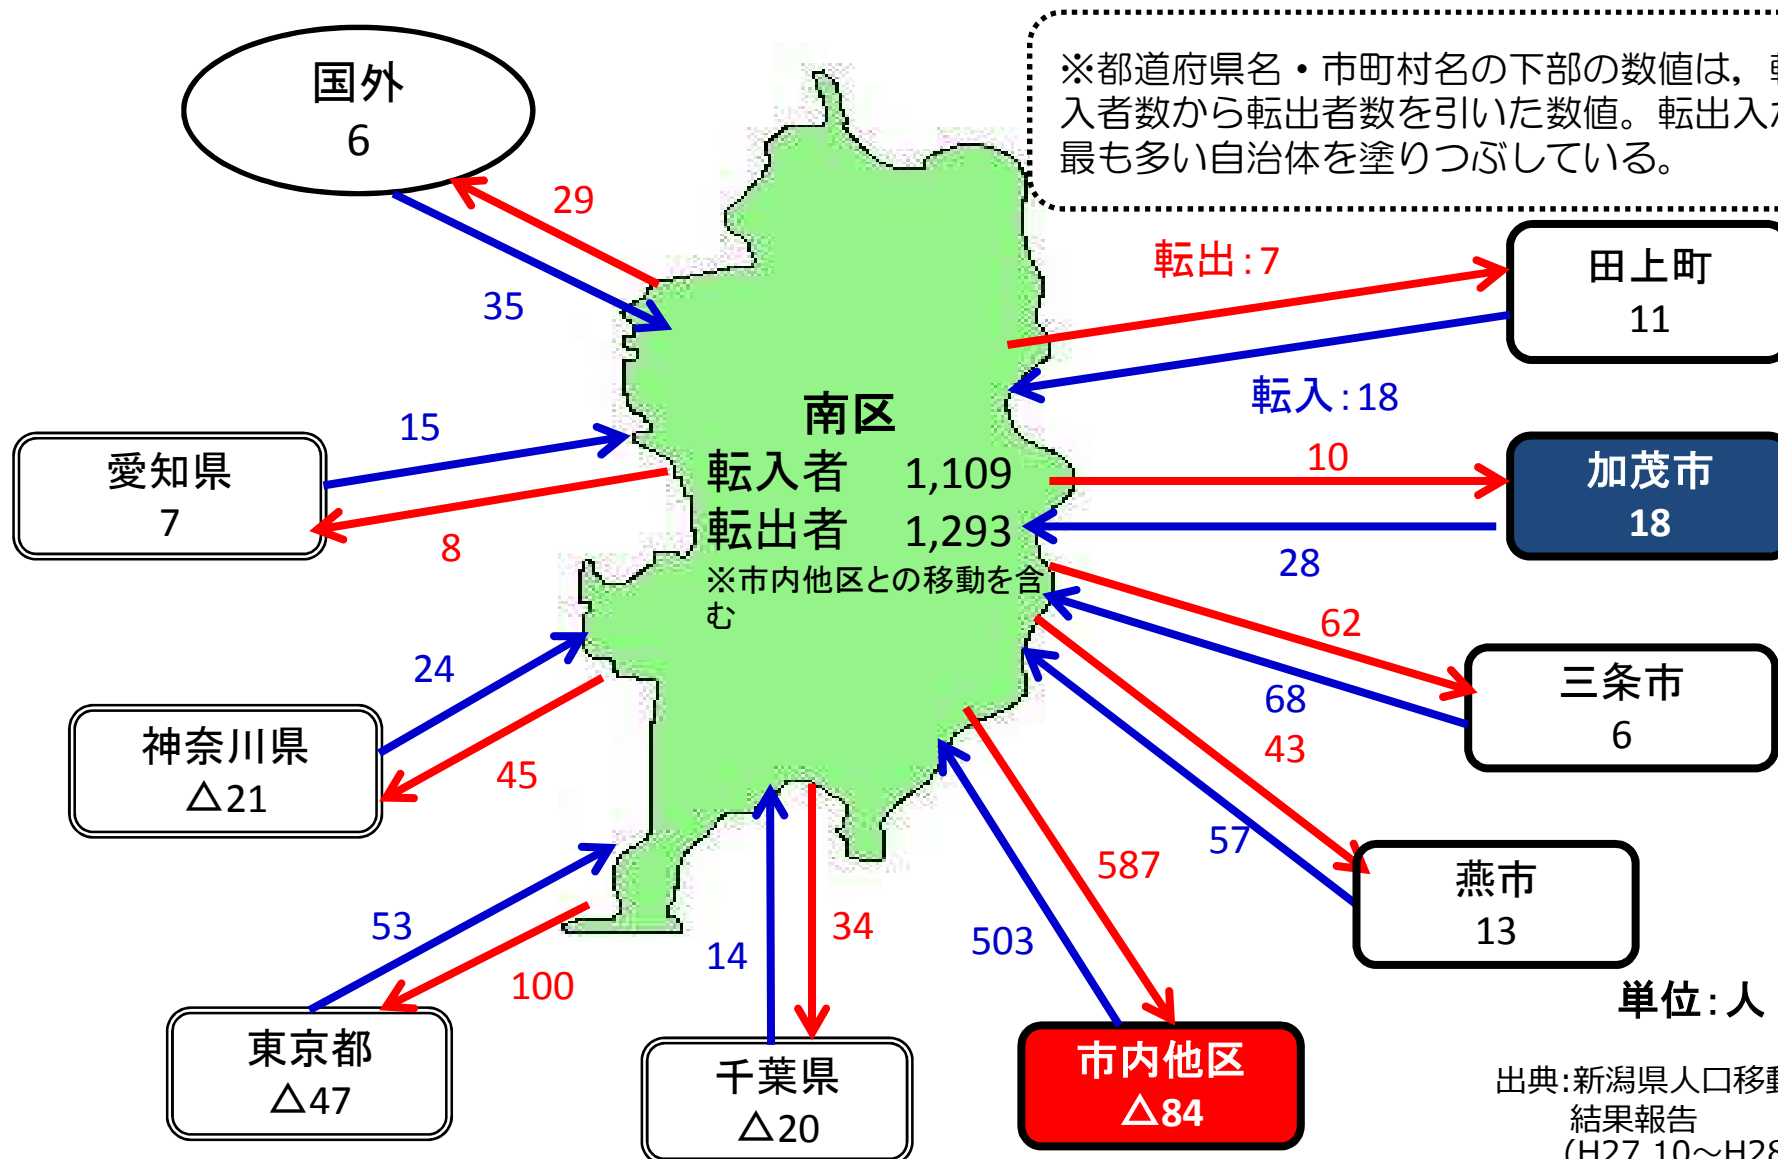 国外
6
※都道府県名・市町村名の下部の数値は，転
入者数から転出者数を引いた数値。転出入が
最も多い自治体を塗りつぶしている。
29
35
転出：7
田上町
11
転入：18
15
愛知県
7
8
南区
転入者 1,109
転出者 1,293
※市内他区との移動を含
む
10
加茂市
18
28
62
三条市
6
68
43
24
神奈川県
△21
45
57
燕市
13
587
503
53
100
東京都
△47
14
34
千葉県
△20
市内他区
△84
単位：人
出典：新潟県人口移動
結果報告
（H27.10～H28